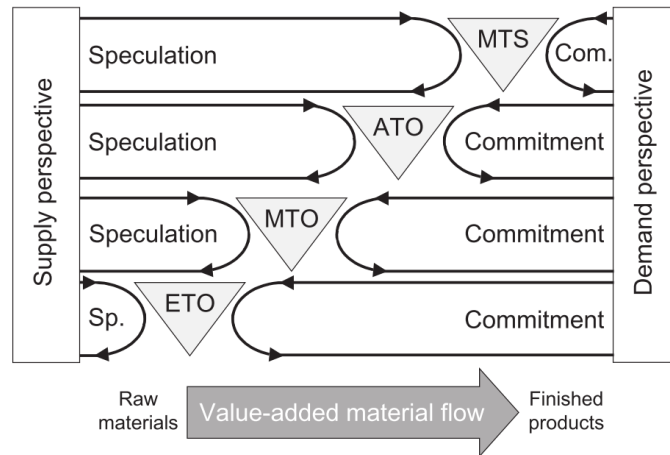 Supply perspective
Speculation
MTS
Com.
Speculation
ATO
Commitment
Speculation
MTO
Commitment
Sp.
ETO
Commitment
Demand perspective
Raw
materials
Value-added material flow
Finished
products